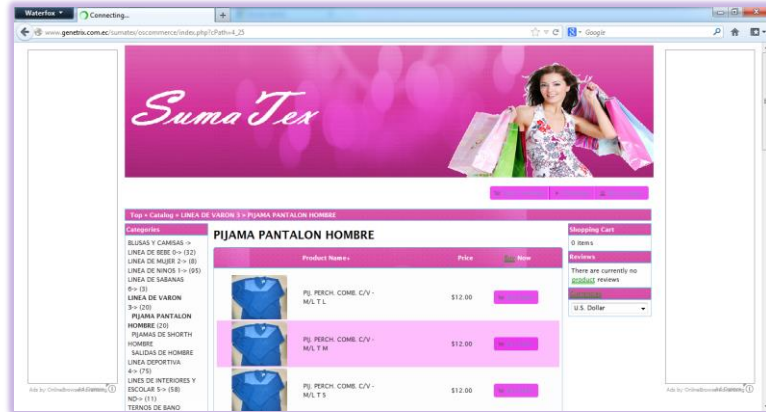 Waterfox
Connecting...
www.genetrix.com.ec/sumatex/oscommerce/index.php?cPath=4_25
Google
Suma Tex
Top » Catalog » LINEA DE VARON 3 » PIJAMA PANTALON HOMBRE
Categories
BLUSAS Y CAMISAS ->
LINEA DE BEBE 0-> (32)
LINEA DE MUJER 2-> (8)
LINEA DE NINOS 1-> (95)
LINEA DE SABANAS
6-> (3)
LINEA DE VARON
3-> (20)
PIJAMA PANTALON
HOMBRE (20)
PIJAMAS DE SHORTH
HOMBRE
SALIDAS DE HOMBRE
LINEA DEPORTIVA
4-> (75)
LINES DE INTERIORES Y
ESCOLAR 5-> (58)
ND-> (11)
TERNOS DE BANO
PIJAMA PANTALON HOMBRE
Product Name+ Price Buy Now
PIJ. PERCH. COMB. C/V -
M/L T L
$12.00
PIJ. PERCH. COMB. C/V -
M/L T M
$12.00
PIJ. PERCH. COMB. C/V -
M/L T S
$12.00
Shopping Cart
0 items
Reviews
There are currently no
product reviews
Currencies
U.S. Dollar